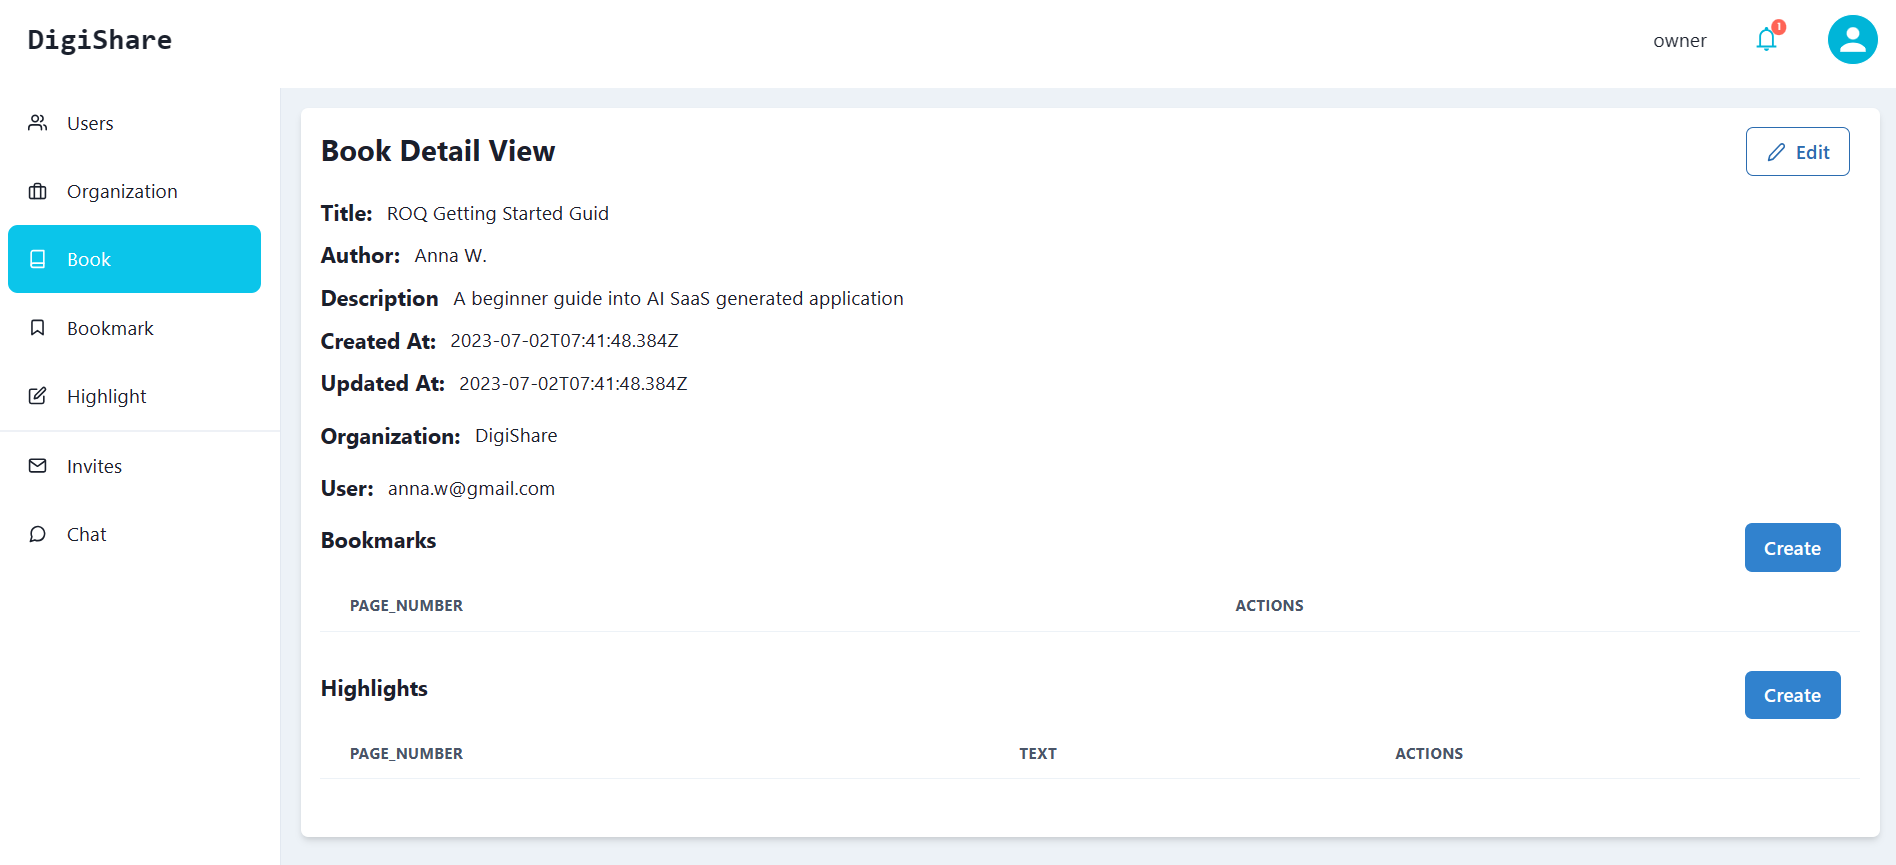 DigiShare
owner
1
Users
Organization
Book
Bookmark
Highlight
Invites
Chat
Book Detail View
Edit
Title: ROQ Getting Started Guid
Author: Anna W.
Description A beginner guide into AI SaaS generated application
Created At: 2023-07-02T07:41:48.384Z
Updated At: 2023-07-02T07:41:48.384Z
Organization: DigiShare
User: anna.w@gmail.com
Bookmarks
Create
PAGE_NUMBER ACTIONS
Highlights
Create
PAGE_NUMBER TEXT ACTIONS